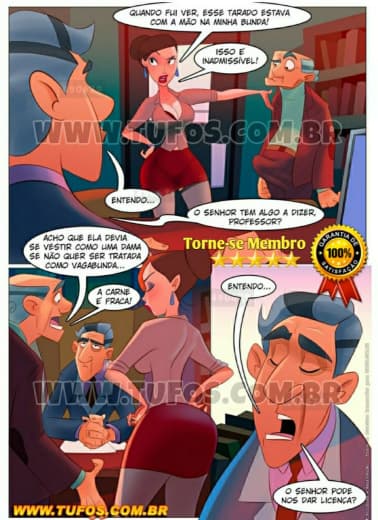 QUANDO FUI VER, ESSE TARADO ESTAVA
COM A MÃO NA MINHA BUNDA!
ISSO É
INADMISSÍVEL!
WWW.TUFOS.COM.BR
ENTENDO...
O SENHOR TEM ALGO A DIZER,
PROFESSOR?
Torne-se Membro
GARANTIA DE
100%
SATISFAÇÃO
ACHO QUE ELA DEVIA
SE VESTIR COMO UMA DAMA
SE NÃO QUER SER TRATADA
COMO VAGABUNDA...
A CARNE
É FRACA!
ENTENDO...
WWW.TUFOS.COM.BR
O SENHOR PODE
NOS DAR LICENÇA?
WWW.TUFOS.COM.BR